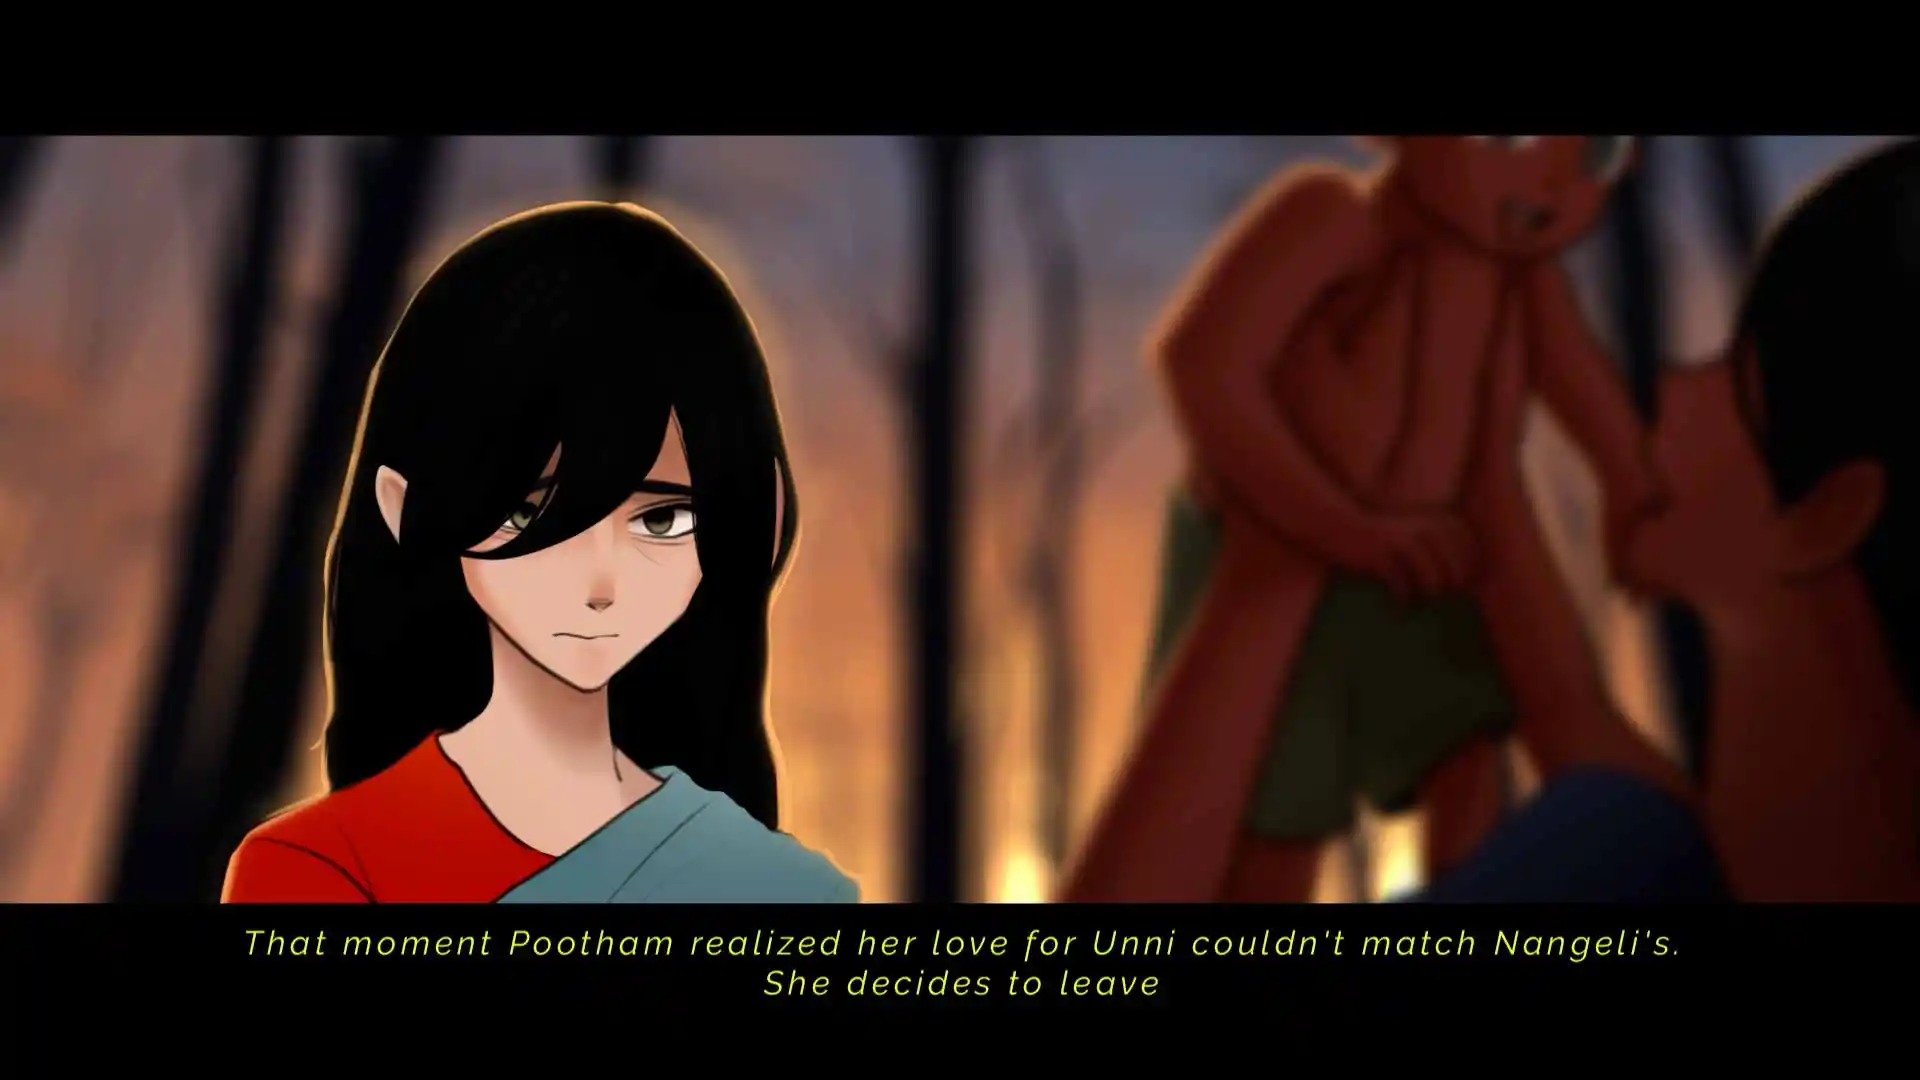 That moment Pootham realized her love for Unni couldn't match Nangeli's.
She decides to leave